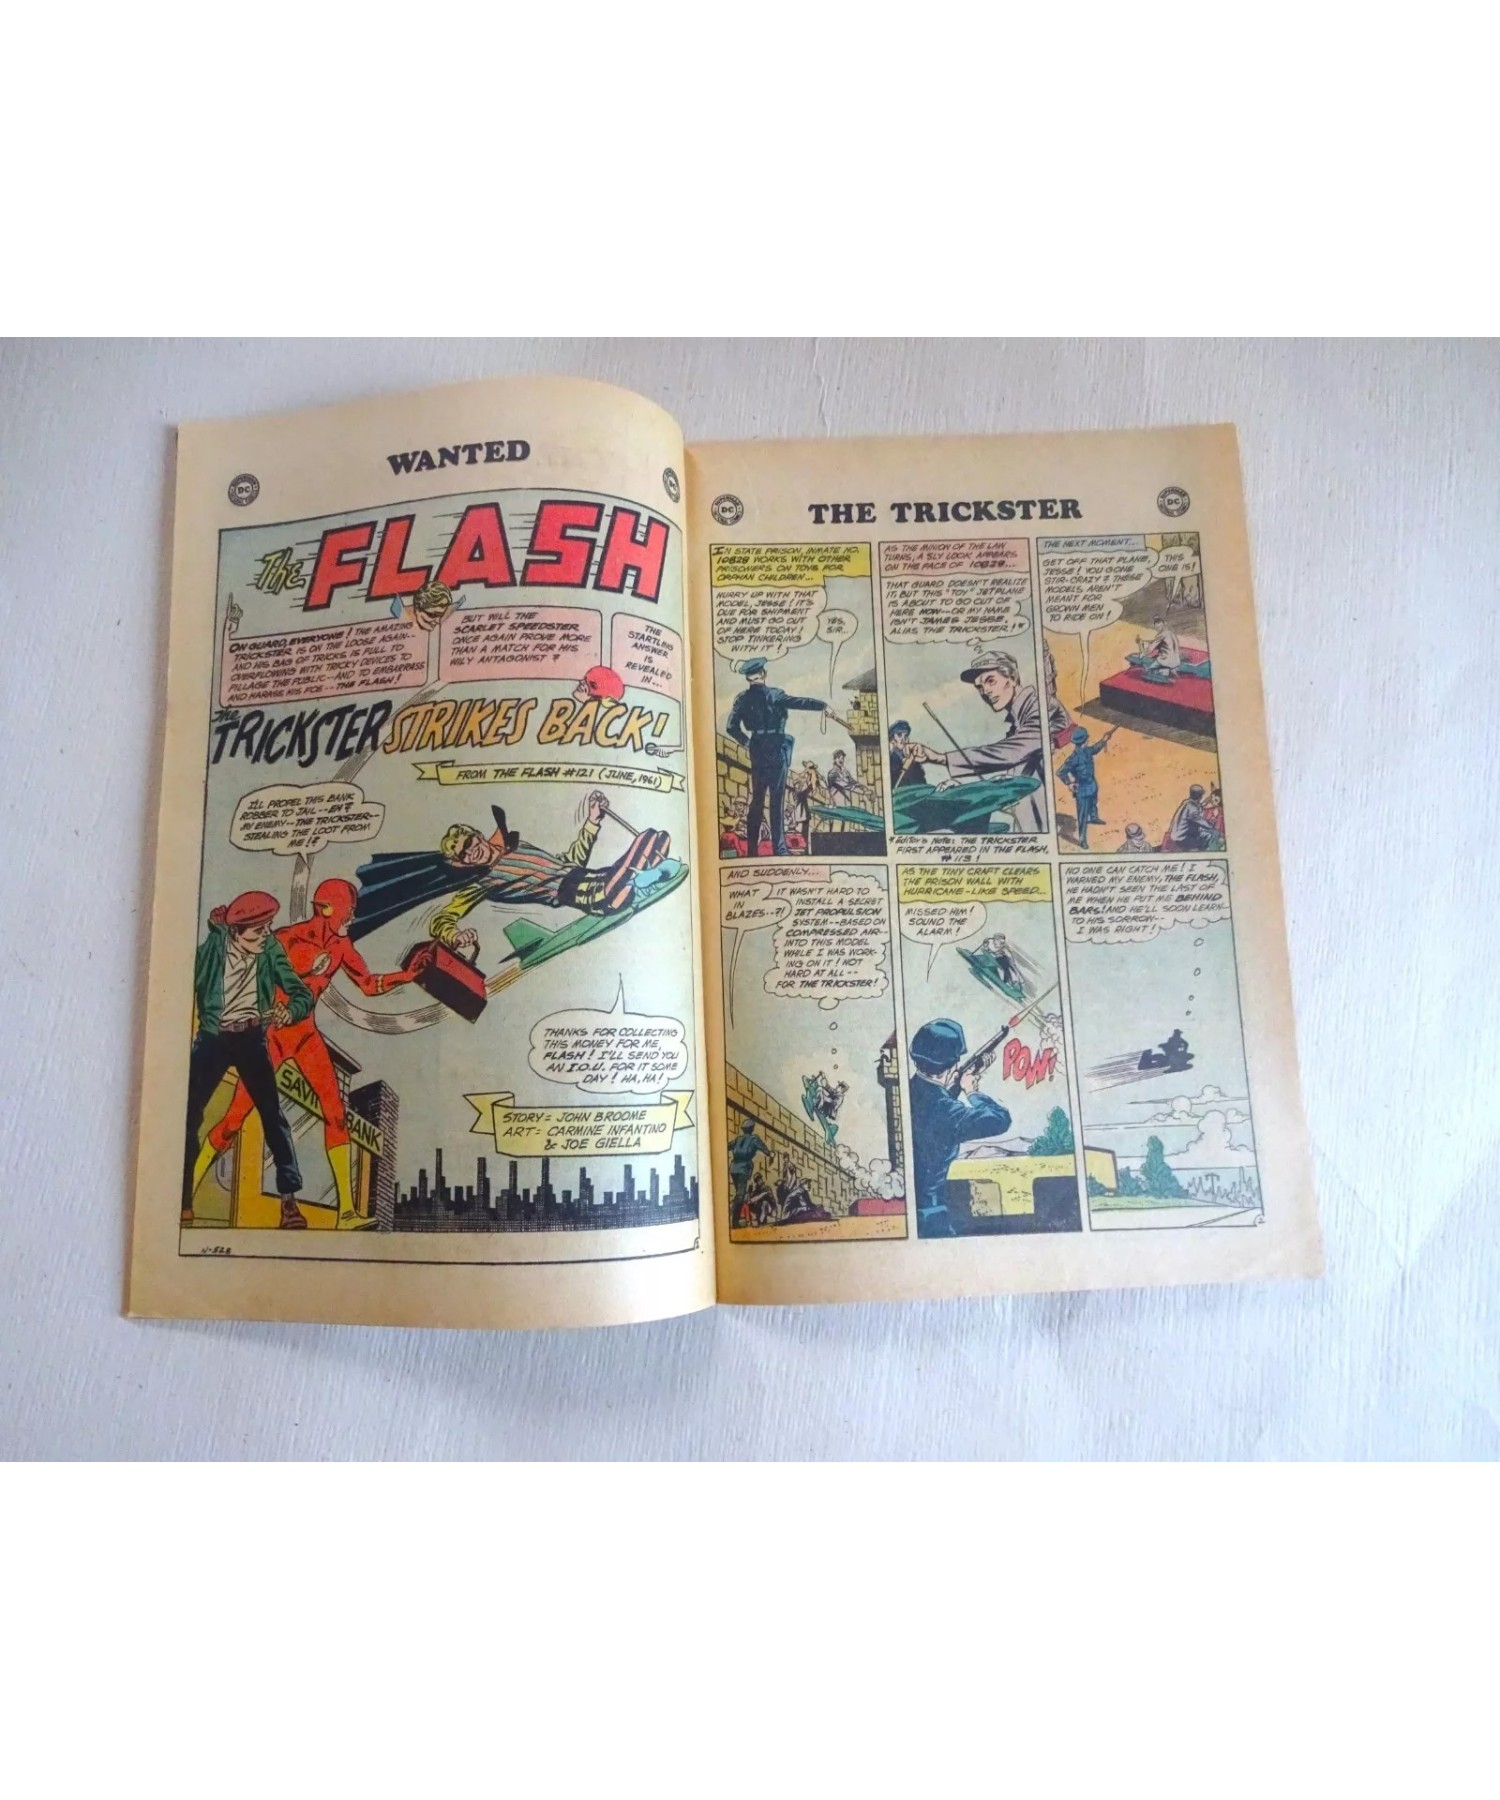 WANTED
DC
The FLASH
ON GUARD, EVERYONE! THE AMAZING
TRICKSTER IS ON THE LOOSE AGAIN--
AND HIS BAG OF TRICKS IS FULL TO
OVERFLOWING WITH TRICKY DEVICES TO
PILLAGE THE PUBLIC--AND TO EMBARRASS
AND HARASS HIS FOE--THE FLASH!
BUT WILL THE
SCARLET SPEEDSTER
ONCE AGAIN PROVE MORE
THAN A MATCH FOR HIS
WILY ANTAGONIST?
THE
STARTLING
ANSWER
IS
REVEALED
IN...
The TRICKSTER STRIKES BACK!
FROM THE FLASH #121 (JUNE, 1961)
I'LL PROPEL THIS BANK
ROBBER TO JAIL--EH?
MY ENEMY--THE TRICKSTER--
STEALING THE LOOT FROM
ME!?
THANKS FOR COLLECTING
THIS MONEY FOR ME,
FLASH! I'LL SEND YOU
AN I.O.U. FOR IT SOME
DAY! HA, HA!
BANK
STORY= JOHN BROOME
ART= CARMINE INFANTINO
& JOE GIELLA
N-528
THE TRICKSTER
SUPERMAN
DC
DC
IN STATE PRISON, INMATE NO.
10828 WORKS WITH OTHER
PRISONERS ON TOYS FOR
ORPHAN CHILDREN...
HURRY UP WITH THAT
MODEL, JESSE! IT'S
DUE FOR SHIPMENT
AND MUST GO OUT
OF HERE TODAY!
STOP TINKERING
WITH IT!
YES,
SIR...
AS THE MINION OF THE LAW
TURNS, A SLY LOOK APPEARS
ON THE FACE OF 10828...
THAT GUARD DOESN'T REALIZE
IT, BUT THIS "TOY" JETPLANE
IS ABOUT TO GO OUT OF
HERE NOW--OR MY NAME
ISN'T JAMES JESSE,
ALIAS THE TRICKSTER!*
*EDITOR'S NOTE: THE TRICKSTER
FIRST APPEARED IN THE FLASH,
#113!
THE NEXT MOMENT...
GET OFF THAT PLANE,
JESSE! YOU GONE
STIR-CRAZY? THESE
MODELS AREN'T
MEANT FOR
GROWN MEN
TO RIDE ON!
THIS
ONE IS!
AND SUDDENLY...
WHAT
IN
BLAZES--?!
IT WASN'T HARD TO
INSTALL A SECRET
JET PROPULSION
SYSTEM--BASED ON
COMPRESSED AIR--
INTO THIS MODEL
WHILE I WAS WORK-
ING ON IT! NOT
HARD AT ALL--
FOR THE TRICKSTER!
AS THE TINY CRAFT CLEARS
THE PRISON WALL WITH
HURRICANE-LIKE SPEED...
MISSED HIM!
SOUND THE
ALARM!
POW!
NO ONE CAN CATCH ME! I
WARNED MY ENEMY, THE FLASH,
HE HADN'T SEEN THE LAST OF
ME WHEN HE PUT ME BEHIND
BARS! AND HE'LL SOON LEARN--
TO HIS SORROW--
I WAS RIGHT!
2